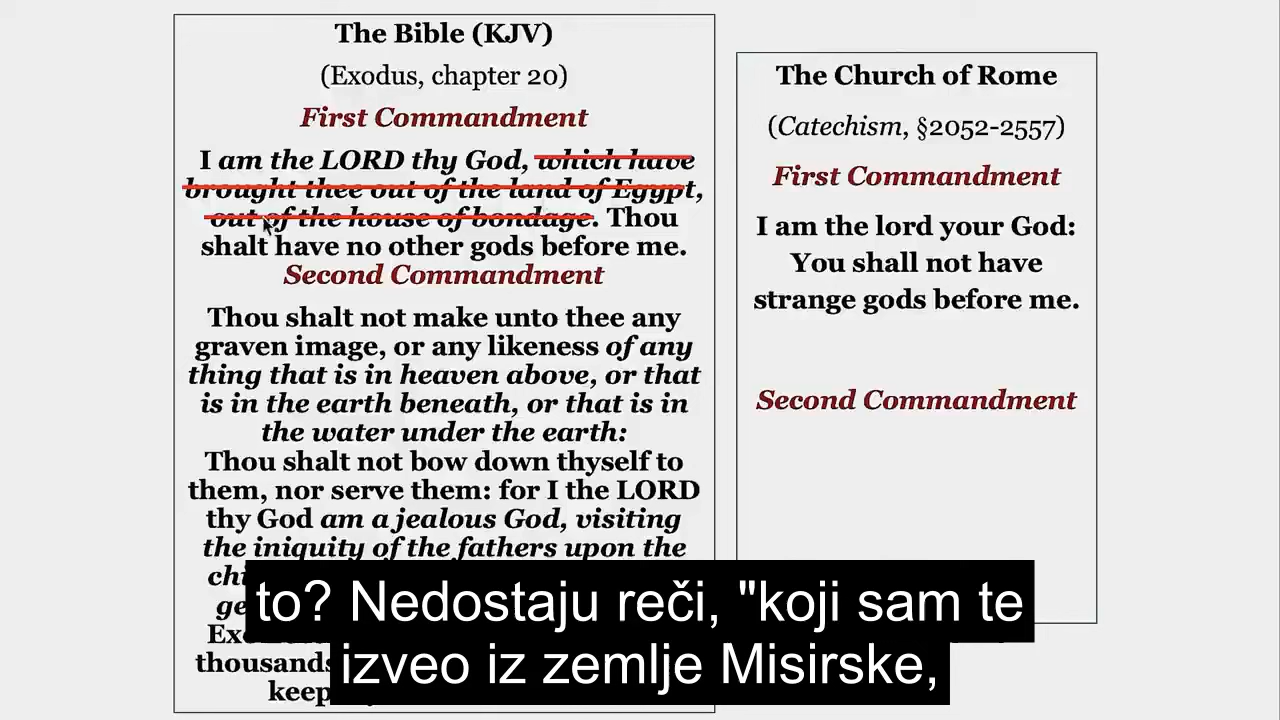 The Bible (KJV)
(Exodus, chapter 20)
First Commandment
I am the LORD thy God, which have
brought thee out of the land of Egypt,
out of the house of bondage. Thou
shalt have no other gods before me.
Second Commandment
Thou shalt not make unto thee any
graven image, or any likeness of any
thing that is in heaven above, or that
is in the earth beneath, or that is in
the water under the earth:
Thou shalt not bow down thyself to
them, nor serve them: for I the LORD
thy God am a jealous God, visiting
the iniquity of the fathers upon the
thousands
The Church of Rome
(Catechism, §2052-2557)
First Commandment
I am the lord your God:
You shall not have
strange gods before me.
Second Commandment
to? Nedostaju reči, "koji sam te
izveo iz zemlje Misirske,